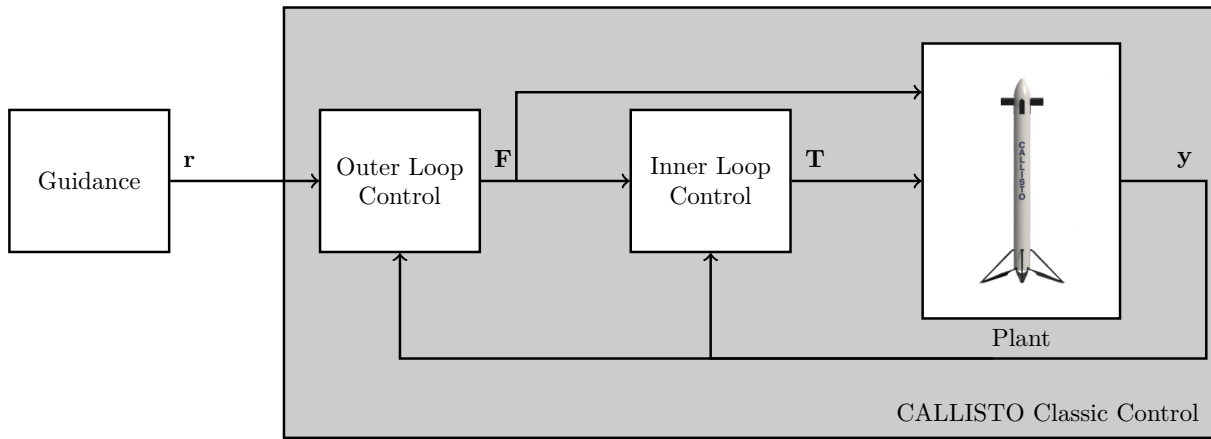 Guidance
r
Outer Loop
Control
F
Inner Loop
Control
T
CALLISTO
y
Plant
CALLISTO Classic Control